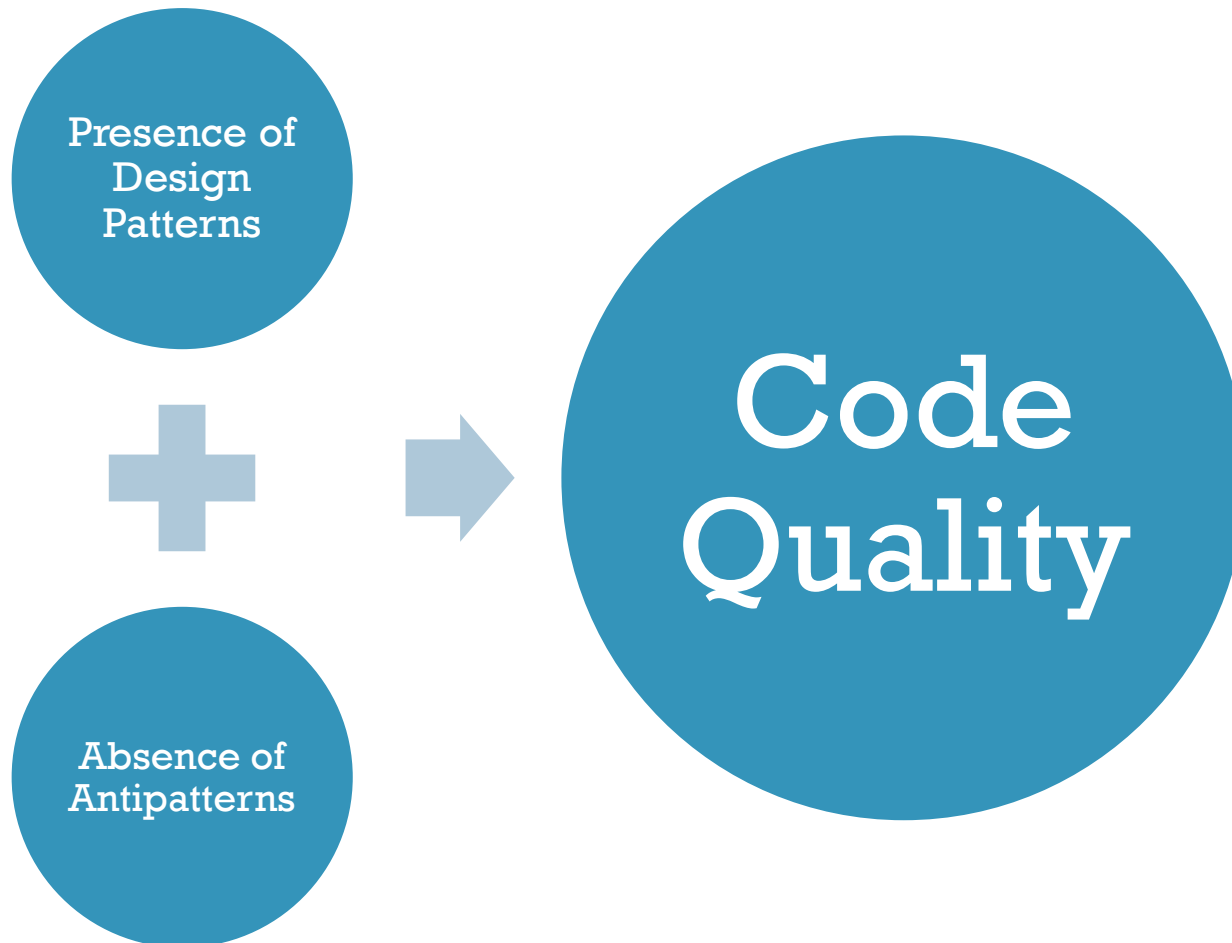 Presence of
Design
Patterns
Absence of
Antipatterns
Code
Quality